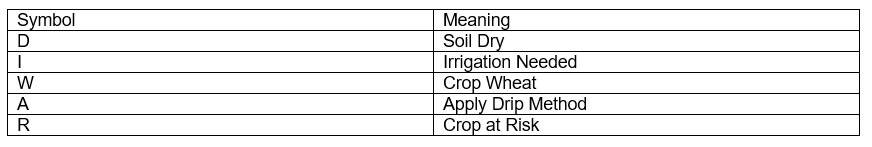 Symbol Meaning
D Soil Dry
I Irrigation Needed
W Crop Wheat
A Apply Drip Method
R Crop at Risk